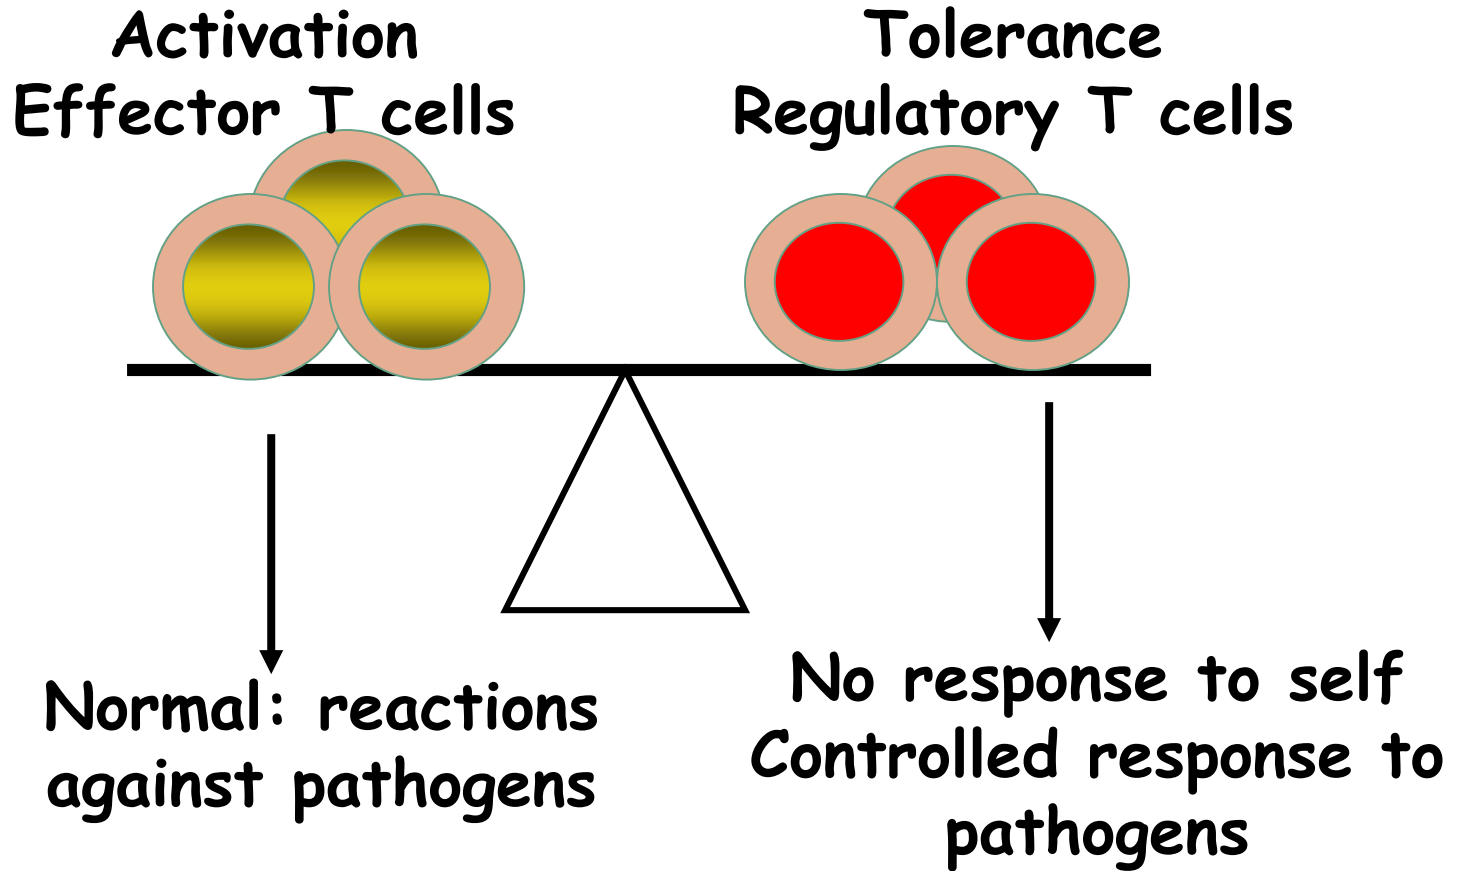 Activation
Effector T cells
Tolerance
Regulatory T cells
Normal: reactions
against pathogens
No response to self
Controlled response to
pathogens